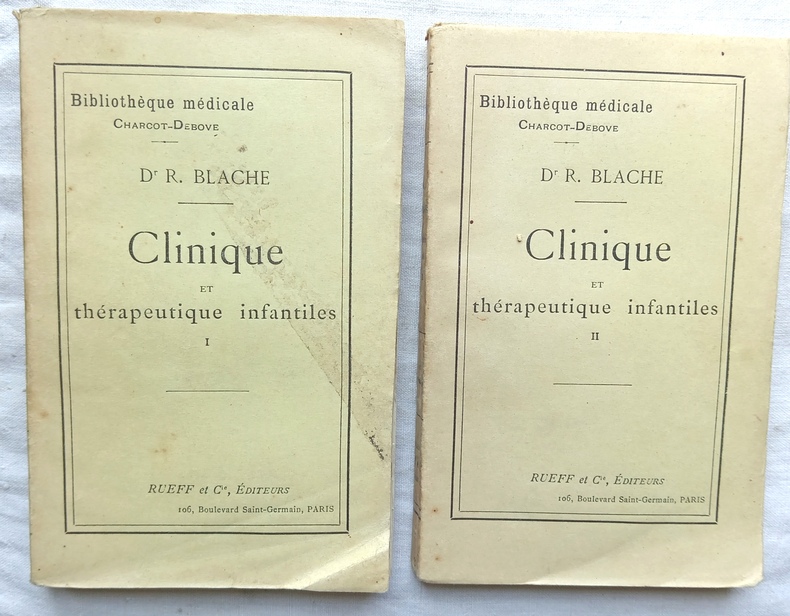 Bibliothèque médicale
CHARCOT-DEBOVE
Dr R. BLACHE
Clinique
ET
thérapeutique infantiles
I
RUEFF et Cie, ÉDITEURS
106, Boulevard Saint-Germain, PARIS
Bibliothèque médicale
CHARCOT-DEBOVE
Dr R. BLACHE
Clinique
ET
thérapeutique infantiles
II
RUEFF et Cie, ÉDITEURS
106, Boulevard Saint-Germain, PARIS